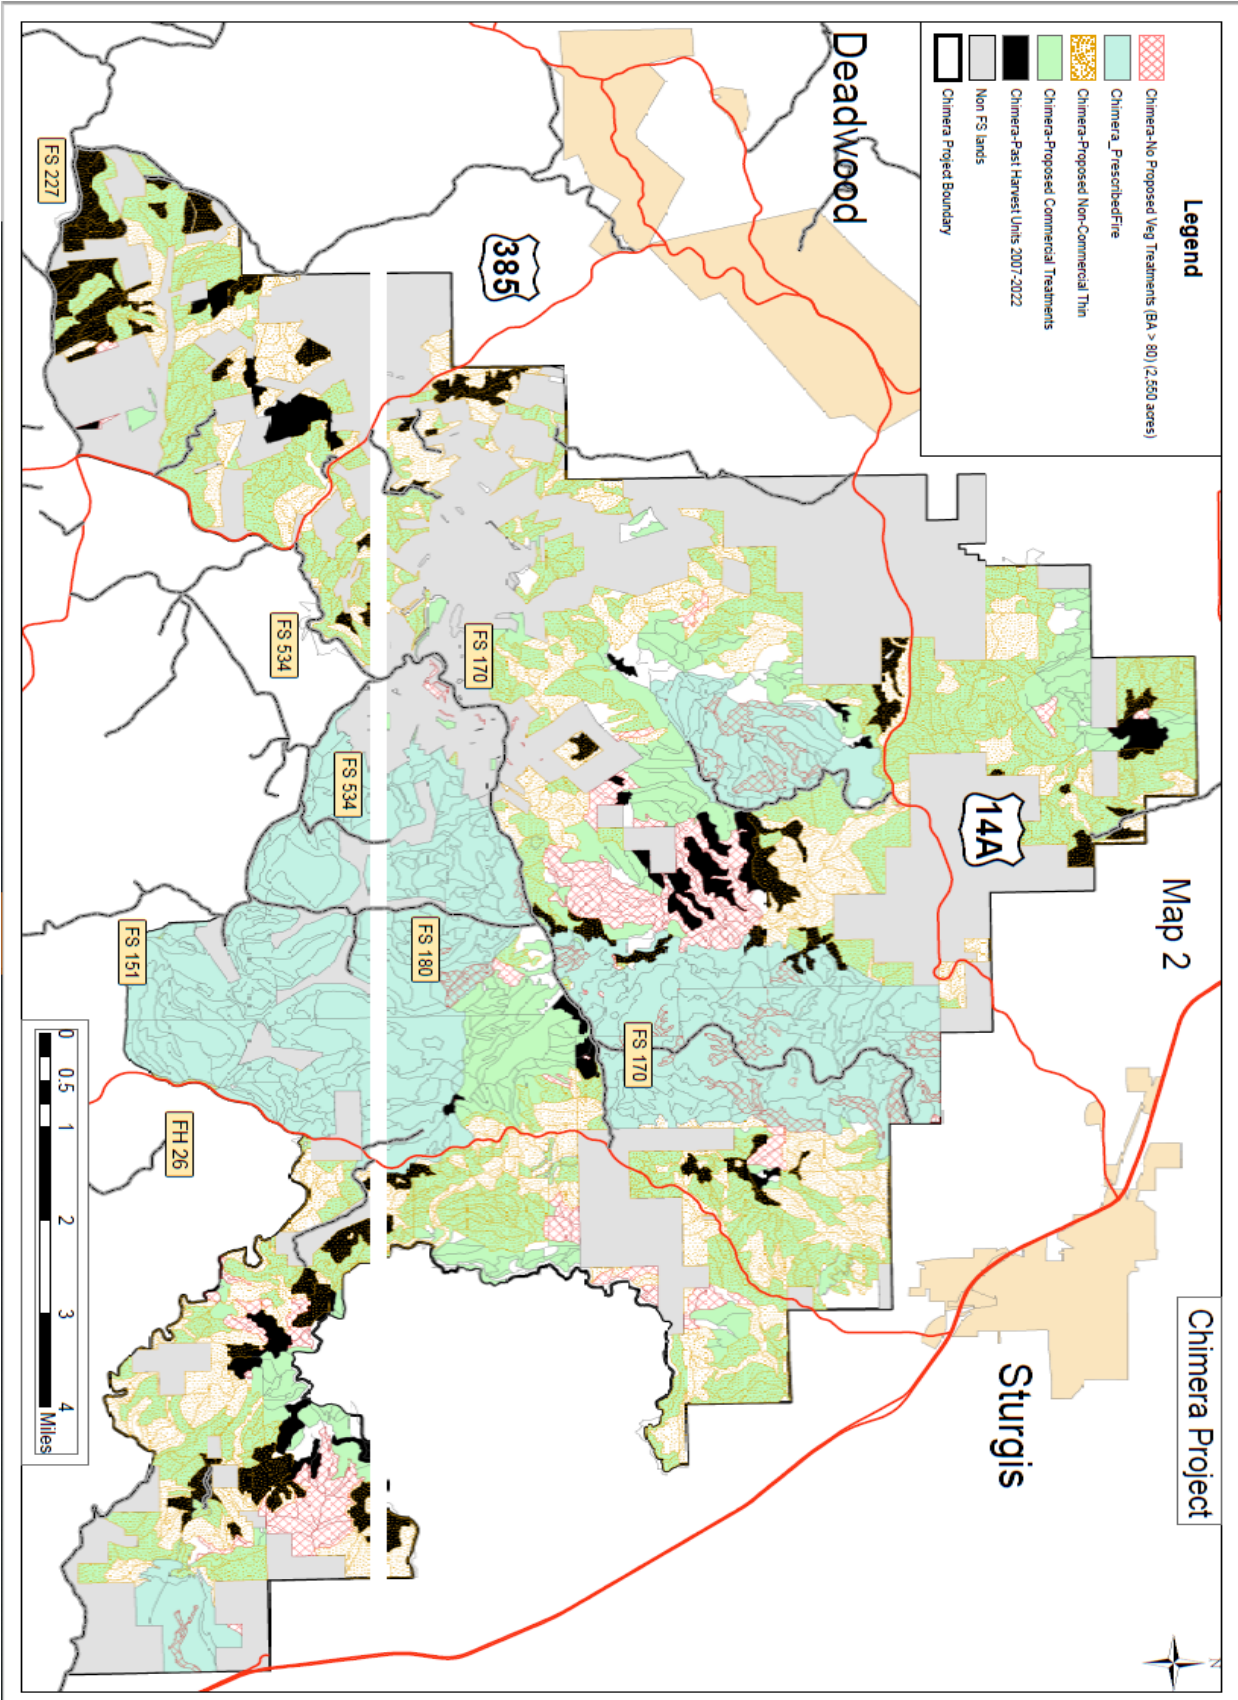 Chimera Project
Map 2
Legend
Chimera-No Proposed Veg Treatments (BA > 80) (2,550 acres)
Chimera_PrescribedFire
Chimera-Proposed Non-Commercial Thin
Chimera-Proposed Commercial Treatments
Chimera-Past Harvest Units 2007-2022
Non FS lands
Chimera Project Boundary
N
Deadwood
Sturgis
14A
385
FS 170
FS 170
FS 180
FS 534
FS 534
FS 227
FS 151
FH 26
0 0.5 1 2 3 4
Miles